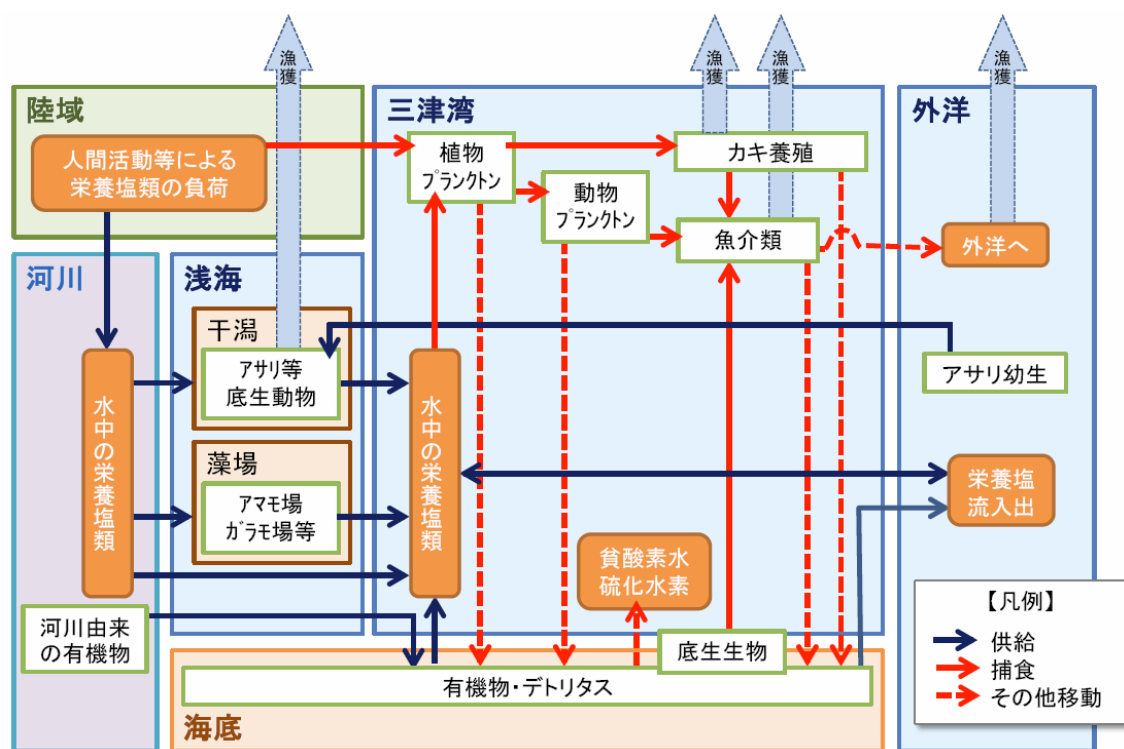 漁獲
漁獲
漁獲
漁獲
陸域
人間活動等による
栄養塩類の負荷
三津湾
植物
プランクトン
動物
プランクトン
カキ養殖
魚介類
外洋
外洋へ
河川
水中の栄養塩類
浅海
干潟
アサリ等
底生動物
藻場
アマモ場
ガラモ場等
水中の栄養塩類
アサリ幼生
栄養塩
流入出
貧酸素水
硫化水素
河川由来
の有機物
底生生物
有機物・デトリタス
海底
【凡例】
供給
捕食
その他移動